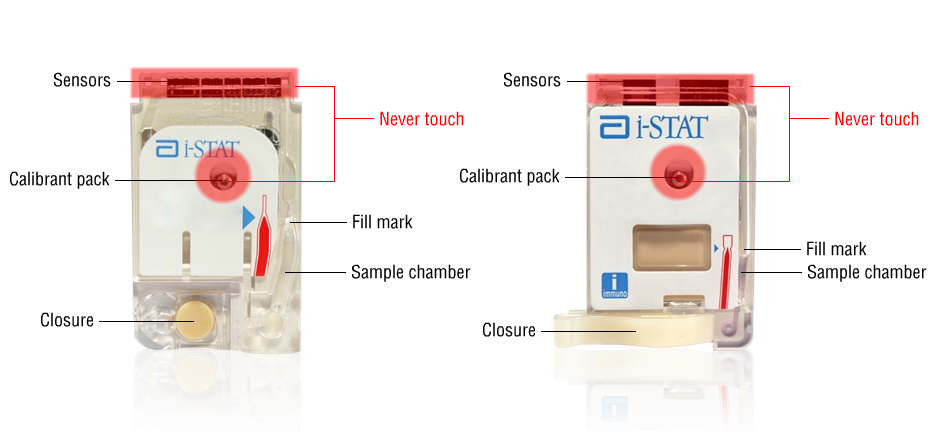 Sensors
Never touch
i-STAT
Calibrant pack
Fill mark
Sample chamber
Closure
Sensors
Never touch
i-STAT
Calibrant pack
Fill mark
Sample chamber
i
immuno
Closure